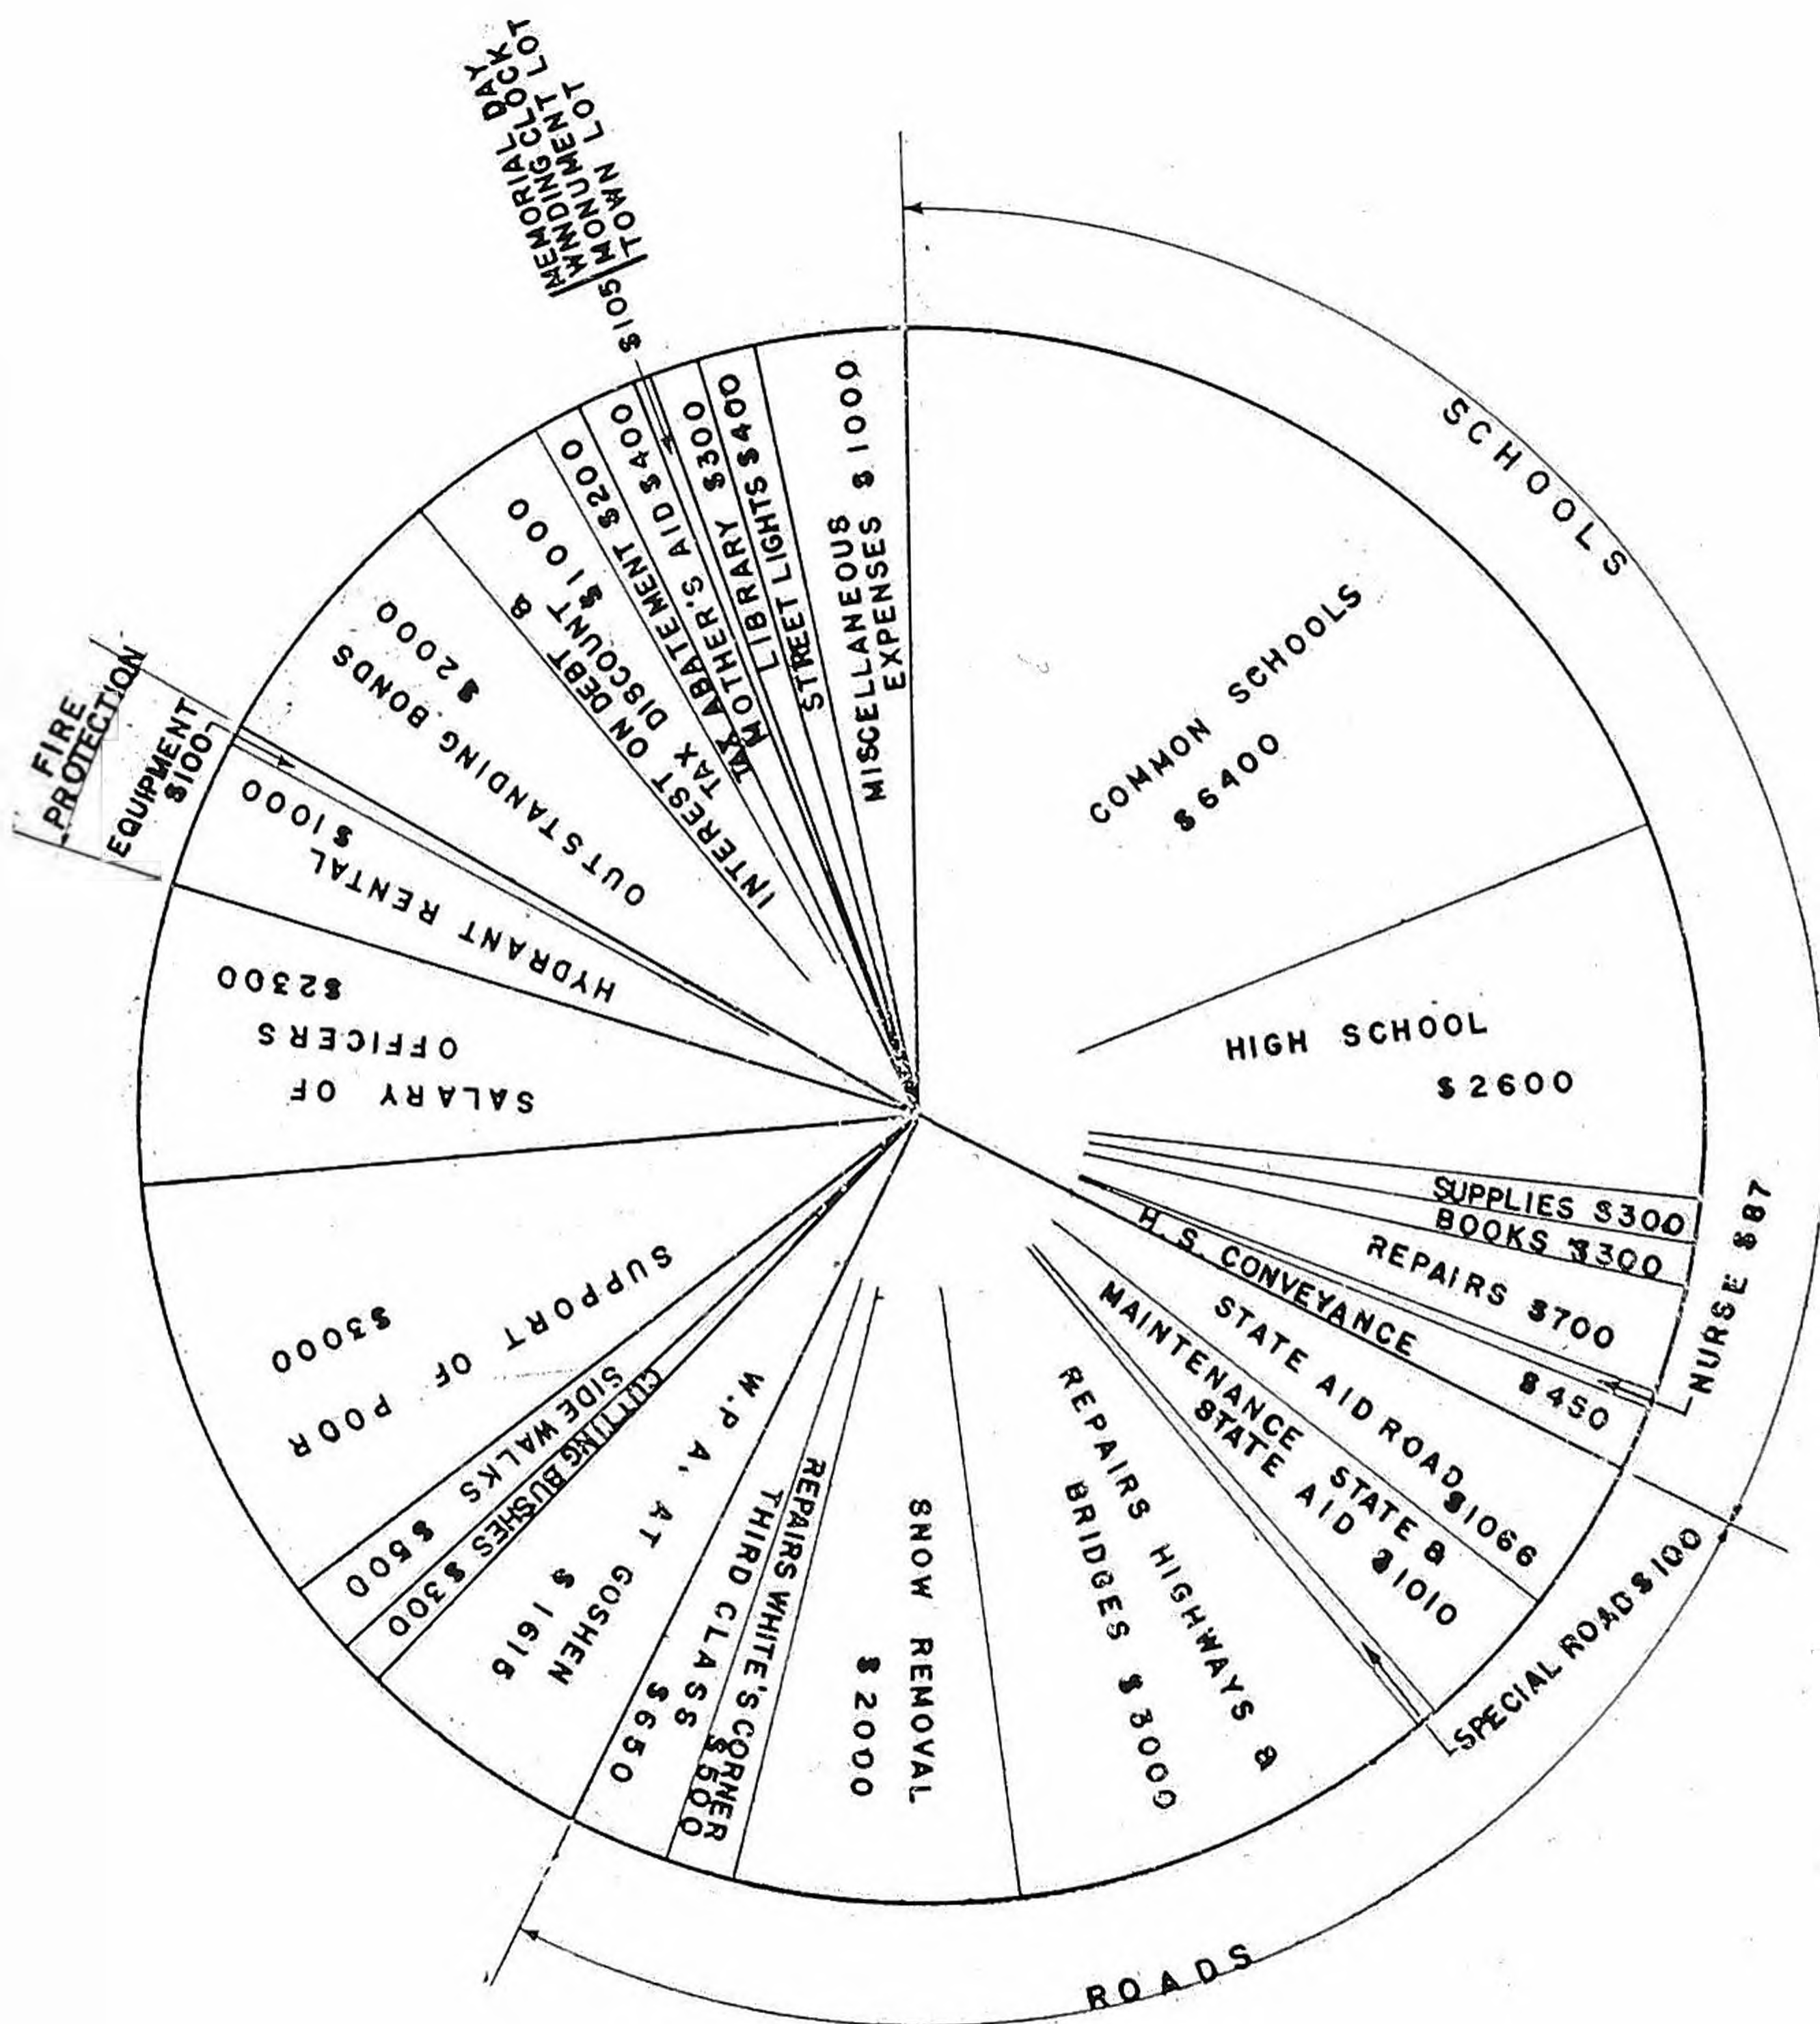 SCHOOLS
COMMON SCHOOLS
$6400
HIGH SCHOOL
$2600
SUPPLIES $300
BOOKS $300
REPAIRS $700
NURSE $87
H.S. CONVEYANCE
$450
ROADS
STATE AID ROAD $1066
MAINTENANCE STATE &
STATE AID $1010
SPECIAL ROADS $100
REPAIRS HIGHWAYS &
BRIDGES $3000
SNOW REMOVAL
$2000
REPAIRS WHITE'S CORNER
$500
THIRD CLASS
$650
W.P.A. AT GOSHEN
$1615
CUTTING BUSHES $300
SIDEWALKS $500
SUPPORT OF POOR
$3000
SALARY OF
OFFICERS
$2300
FIRE
PROTECTION
HYDRANT RENTAL
$1000
EQUIPMENT
$100
OUTSTANDING BONDS
$2000
INTEREST ON DEBT &
TAX DISCOUNT $1000
TAX ABATEMENT $200
MOTHER'S AID $400
$105
MEMORIAL DAY
WINDING CLOCK
MONUMENT LOT
TOWN LOT
LIBRARY $300
STREET LIGHTS $400
MISCELLANEOUS
EXPENSES $1000